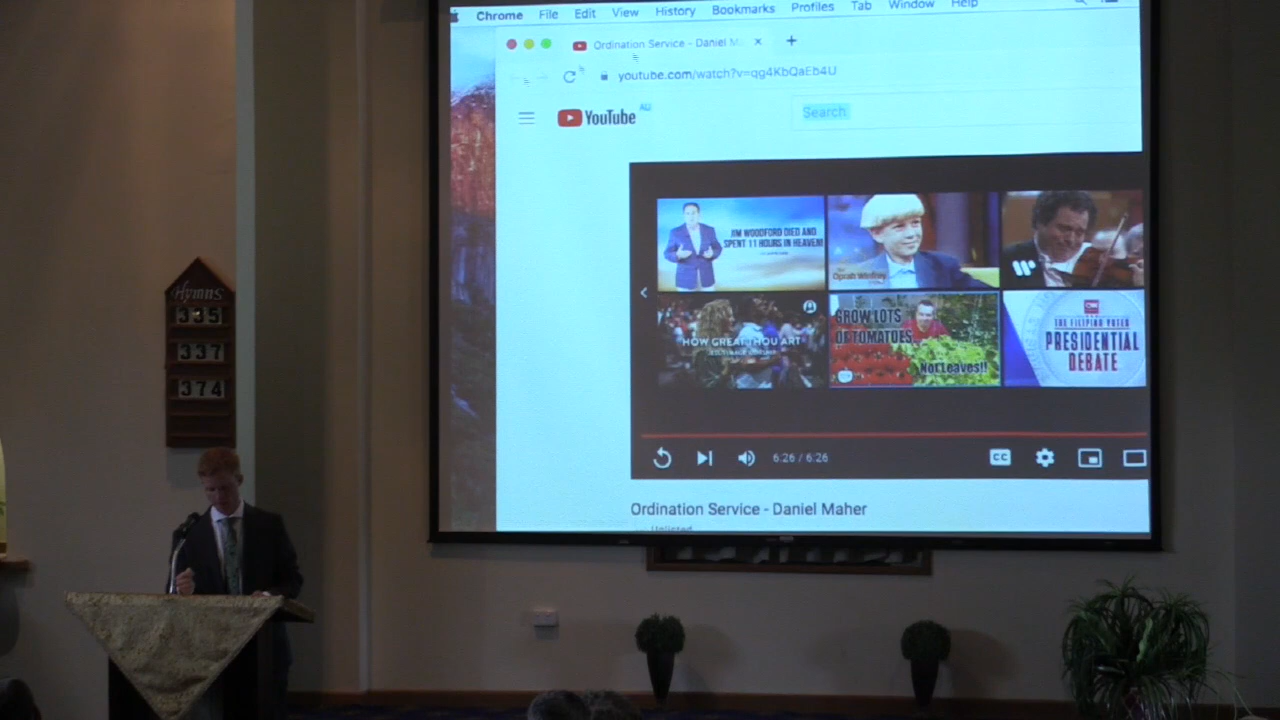 Chrome File Edit View History Bookmarks Profiles Tab Window Help
Ordination Service - Daniel M
youtube.com/watch?v=qg4KbQaEb4U
YouTube AU
Search
JIM WOODFORD DIED AND
SPENT 11 HOURS IN HEAVEN!
Oprah Winfrey
HOW GREAT THOU ART
GROW LOTS
OF TOMATOES
Not Leaves!!
CNN
THE FILIPINO VOTES
PRESIDENTIAL
DEBATE
6:26 / 6:26
CC
Ordination Service - Daniel Maher
Unlisted
Hymns
335
337
374